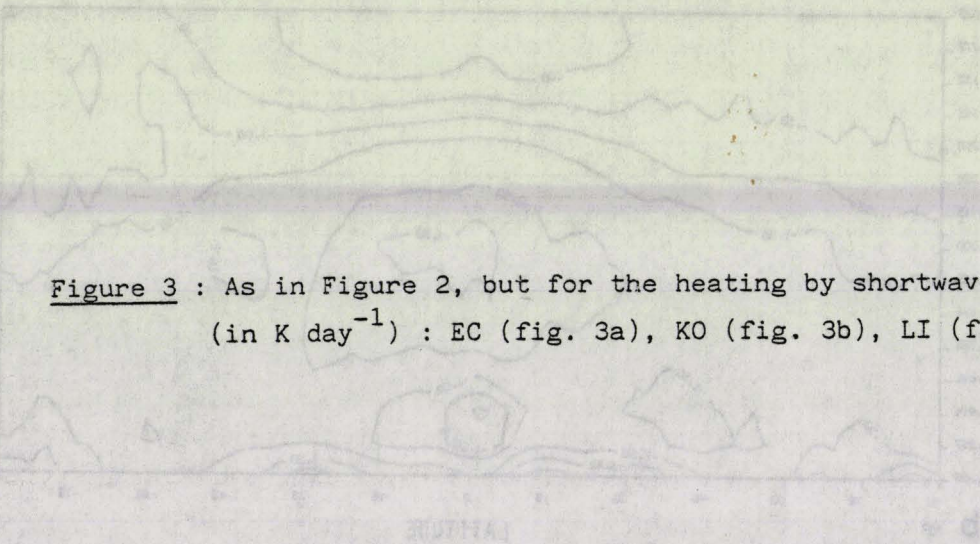 Figure 3 : As in Figure 2, but for the heating by shortwav
(in K day⁻¹) : EC (fig. 3a), KO (fig. 3b), LI (f
LATITUDE